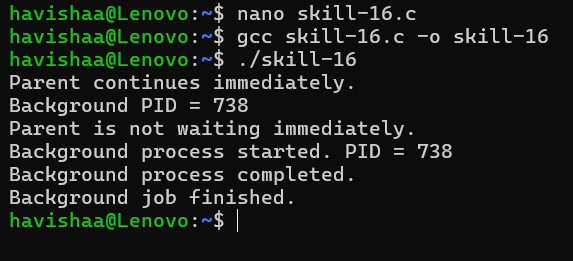 havishaa@Lenovo:~$ nano skill-16.c
havishaa@Lenovo:~$ gcc skill-16.c -o skill-16
havishaa@Lenovo:~$ ./skill-16
Parent continues immediately.
Background PID = 738
Parent is not waiting immediately.
Background process started. PID = 738
Background process completed.
Background job finished.
havishaa@Lenovo:~$